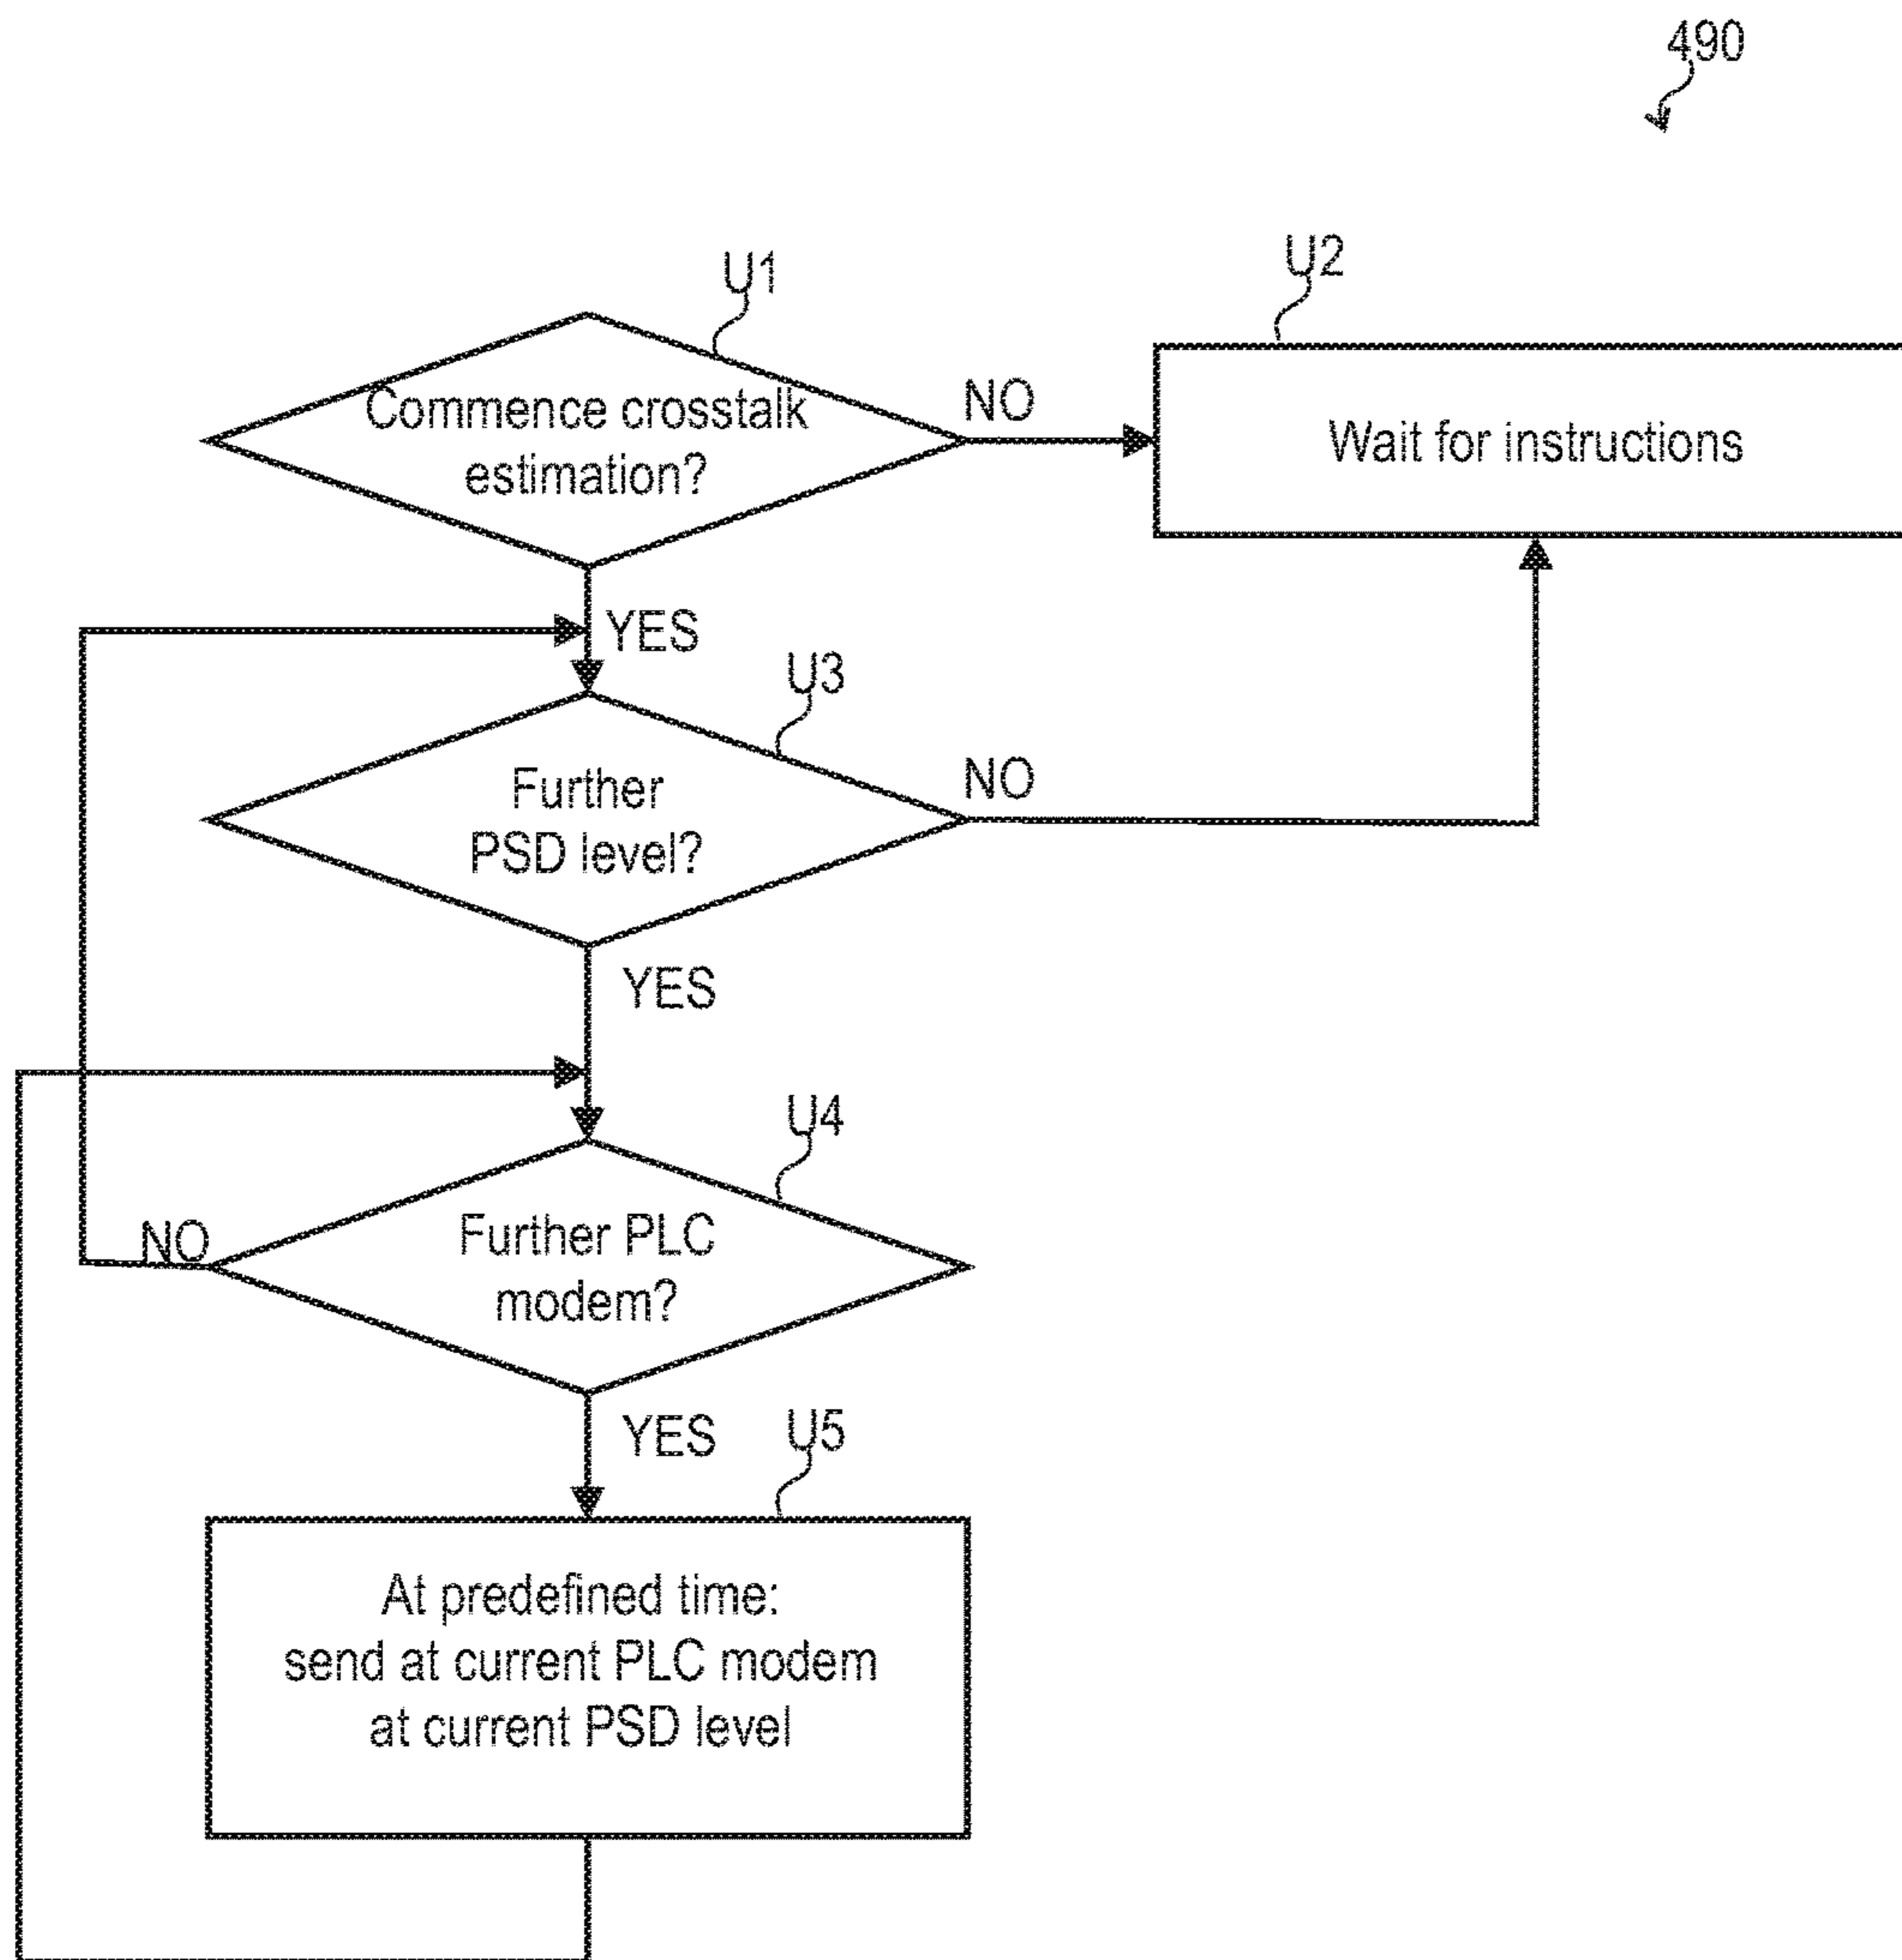 490
U1
U2
Commence crosstalk
estimation?
NO
Wait for instructions
YES
U3
Further
PSD level?
NO
YES
U4
Further PLC
modem?
NO
YES
U5
At predefined time:
send at current PLC modem
at current PSD level